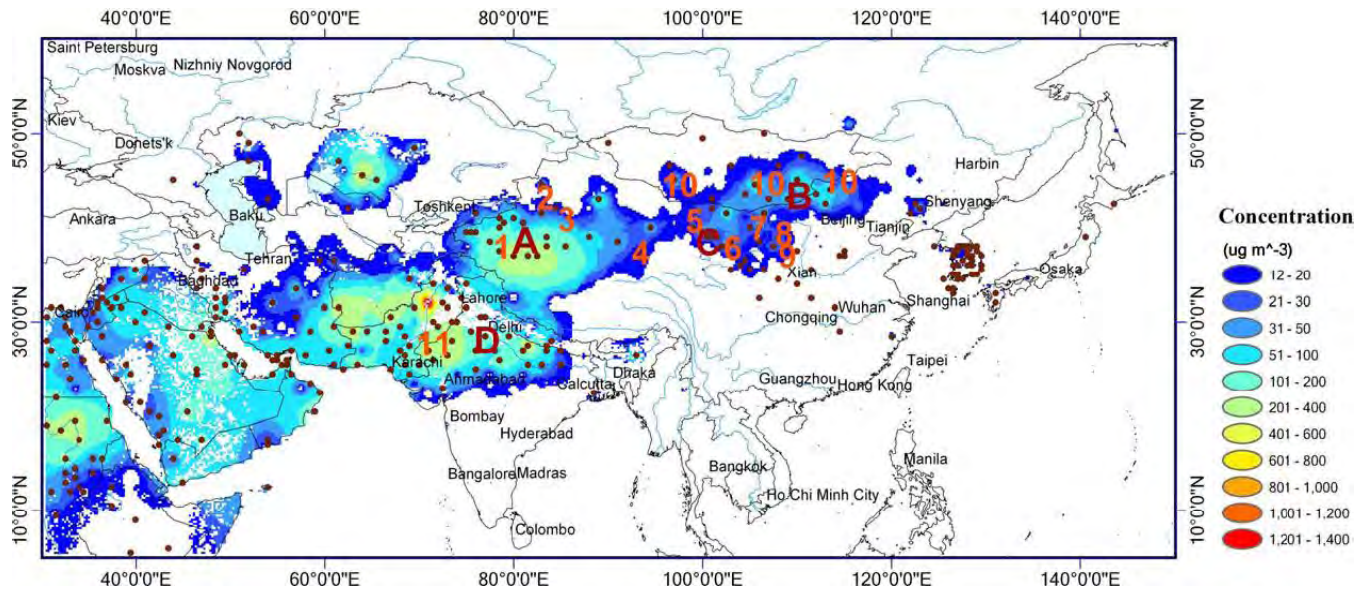 40°0'0"E 60°0'0"E 80°0'0"E 100°0'0"E 120°0'0"E 140°0'0"E
Saint Petersburg
Moskva Nizhniy Novgorod
Kiev
50°0'0"N 50°0'0"N
Donets'k
Harbin
10 10 10
2 B
Toshkent Shenyang
Ankara Baku 3 5 7 Beijing Tianjin
A C 8
1 4 6 9
Tehran Xian Osaka
Baghdad
Lahore Shanghai
Cairo Wuhan
30°0'0"N Delhi Chongqing 30°0'0"N
11 D
Karachi Dhaka Taipei
Ahmadabad Calcutta Guangzhou Hong Kong
Bombay
Hyderabad
Manila
Bangalore Madras Bangkok
Ho Chi Minh City
10°0'0"N 10°0'0"N
Colombo
40°0'0"E 60°0'0"E 80°0'0"E 100°0'0"E 120°0'0"E 140°0'0"E
Concentration
(ug m^-3)
12 - 20
21 - 30
31 - 50
51 - 100
101 - 200
201 - 400
401 - 600
601 - 800
801 - 1,000
1,001 - 1,200
1,201 - 1,400